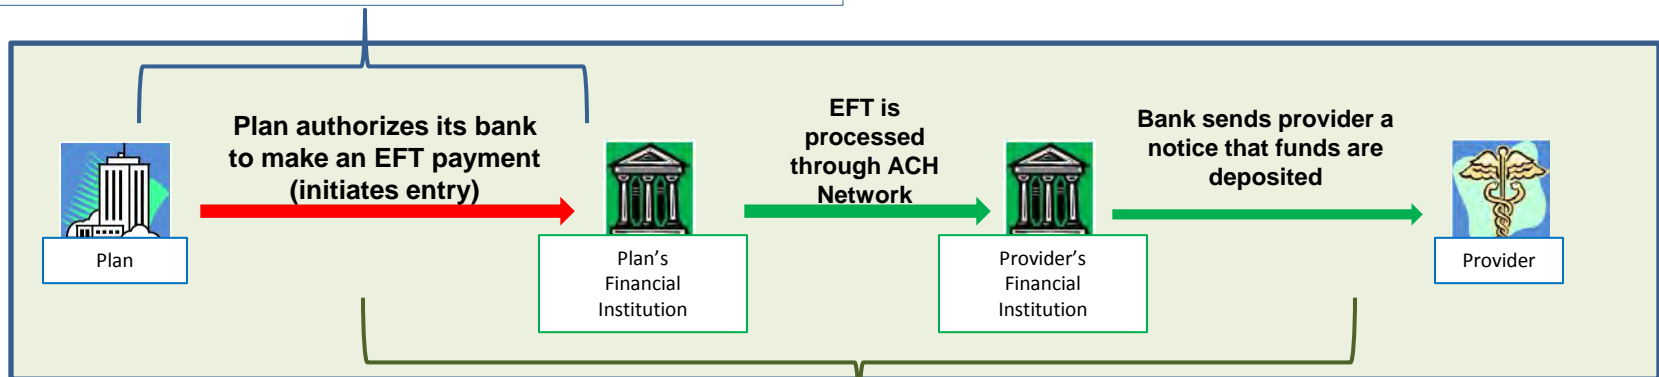 Plan authorizes its bank
to make an EFT payment
(initiates entry)
EFT is
processed
through ACH
Network
Bank sends provider a
notice that funds are
deposited
Plan
Plan’s
Financial
Institution
Provider’s
Financial
Institution
Provider